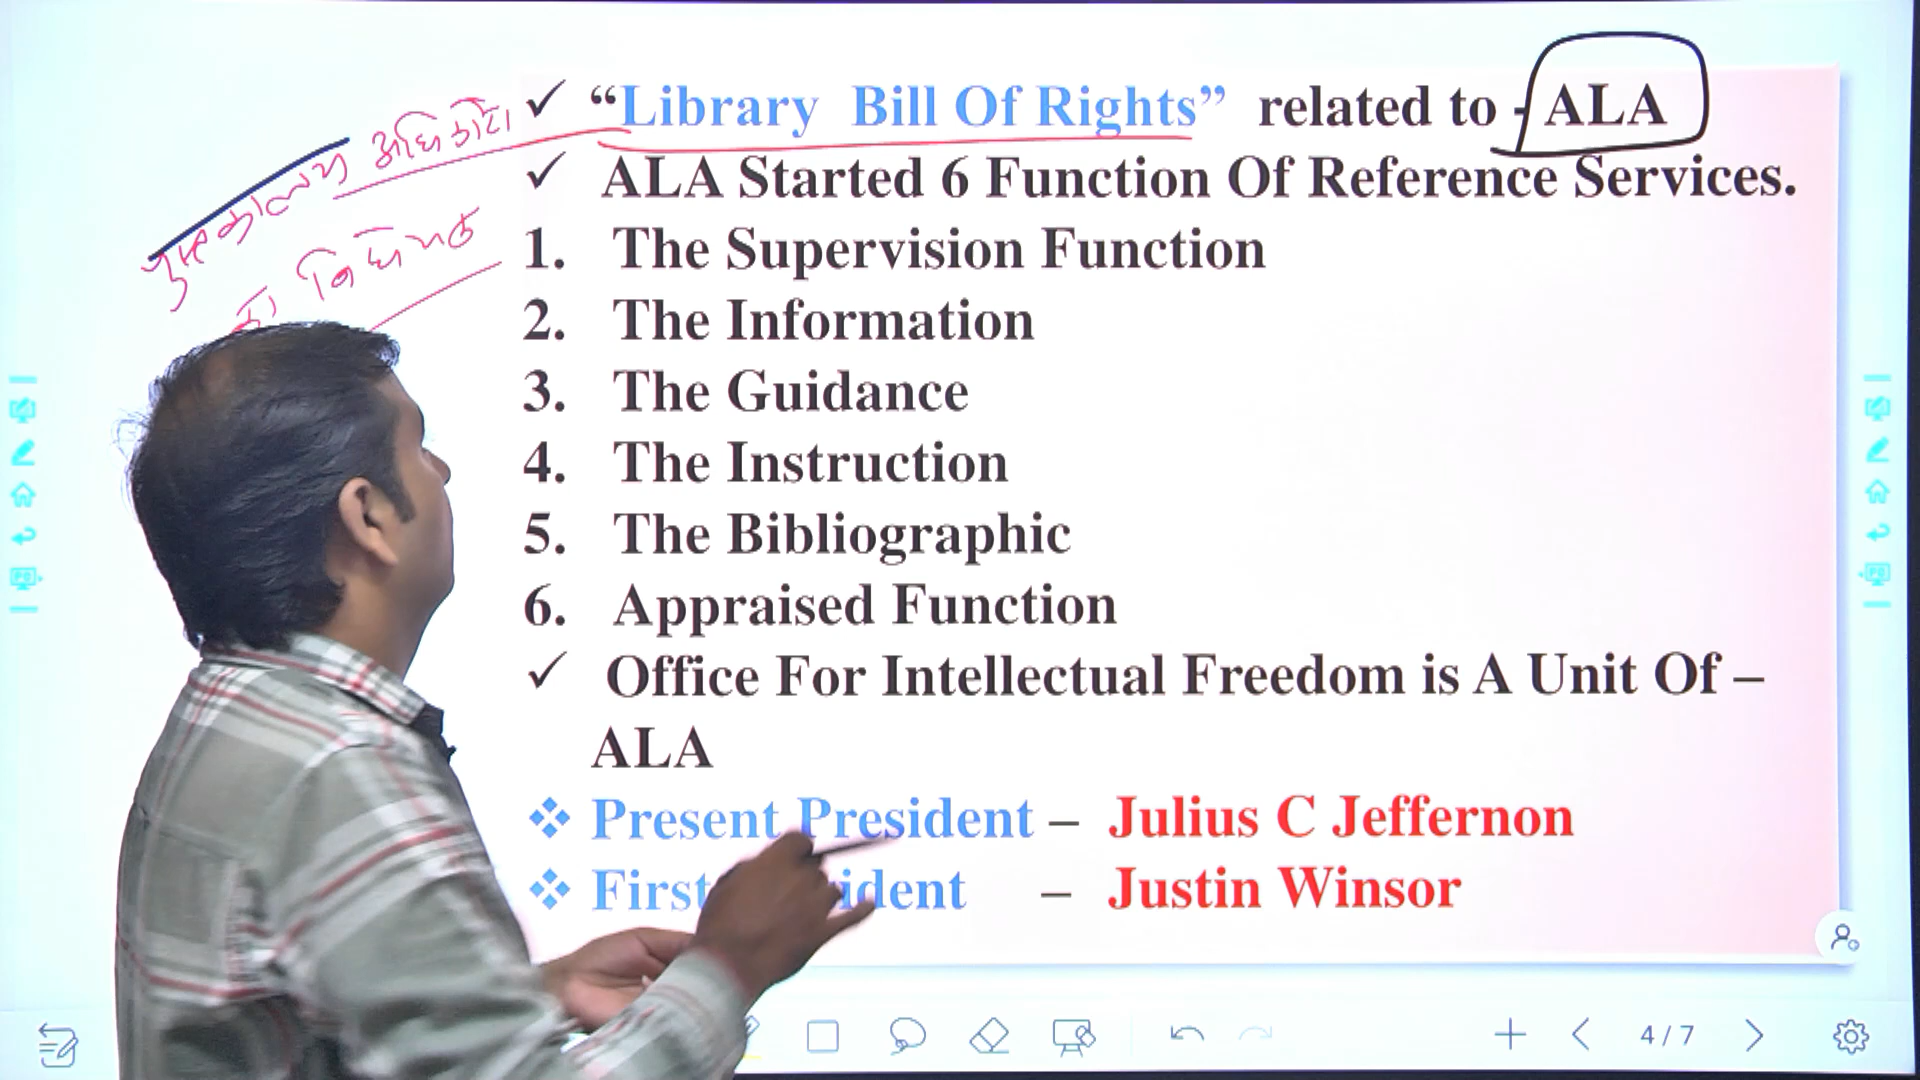 ✓ “Library Bill Of Rights” related to - ALA
पुस्तकालय अधिकारों
का विधेयक
✓ ALA Started 6 Function Of Reference Services.
1. The Supervision Function
2. The Information
3. The Guidance
4. The Instruction
5. The Bibliographic
6. Appraised Function
✓ Office For Intellectual Freedom is A Unit Of –
ALA
❖ Present President – Julius C Jeffernon
❖ First – Justin Winsor
4/7